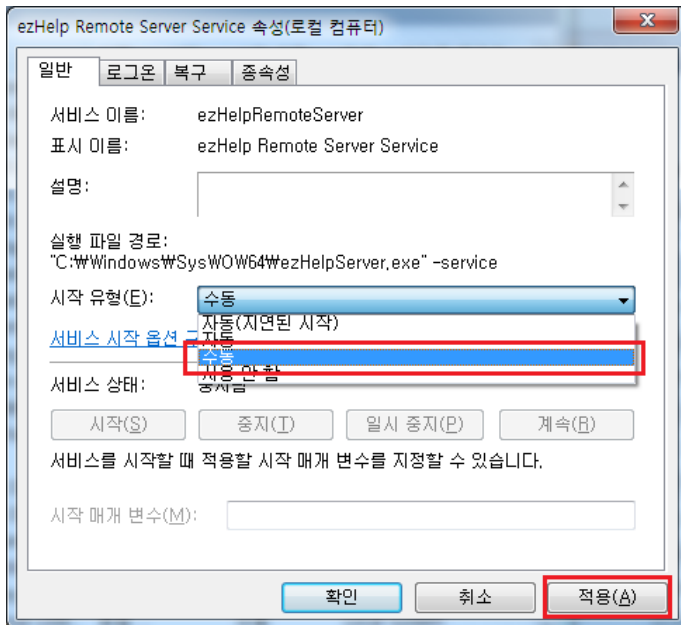 ezHelp Remote Server Service 속성(로컬 컴퓨터)
일반 로그온 복구 종속성
서비스 이름: ezHelpRemoteServer
표시 이름: ezHelp Remote Server Service
설명:
실행 파일 경로:
"C:₩Windows₩SysWOW64₩ezHelpServer.exe" -service
시작 유형(E): 수동
자동(지연된 시작)
서비스 시작 옵션 자동
수동
사용 안 함
서비스 상태: 중지됨
시작(S) 중지(T) 일시 중지(P) 계속(R)
서비스를 시작할 때 적용할 시작 매개 변수를 지정할 수 있습니다.
시작 매개 변수(M):
확인 취소 적용(A)